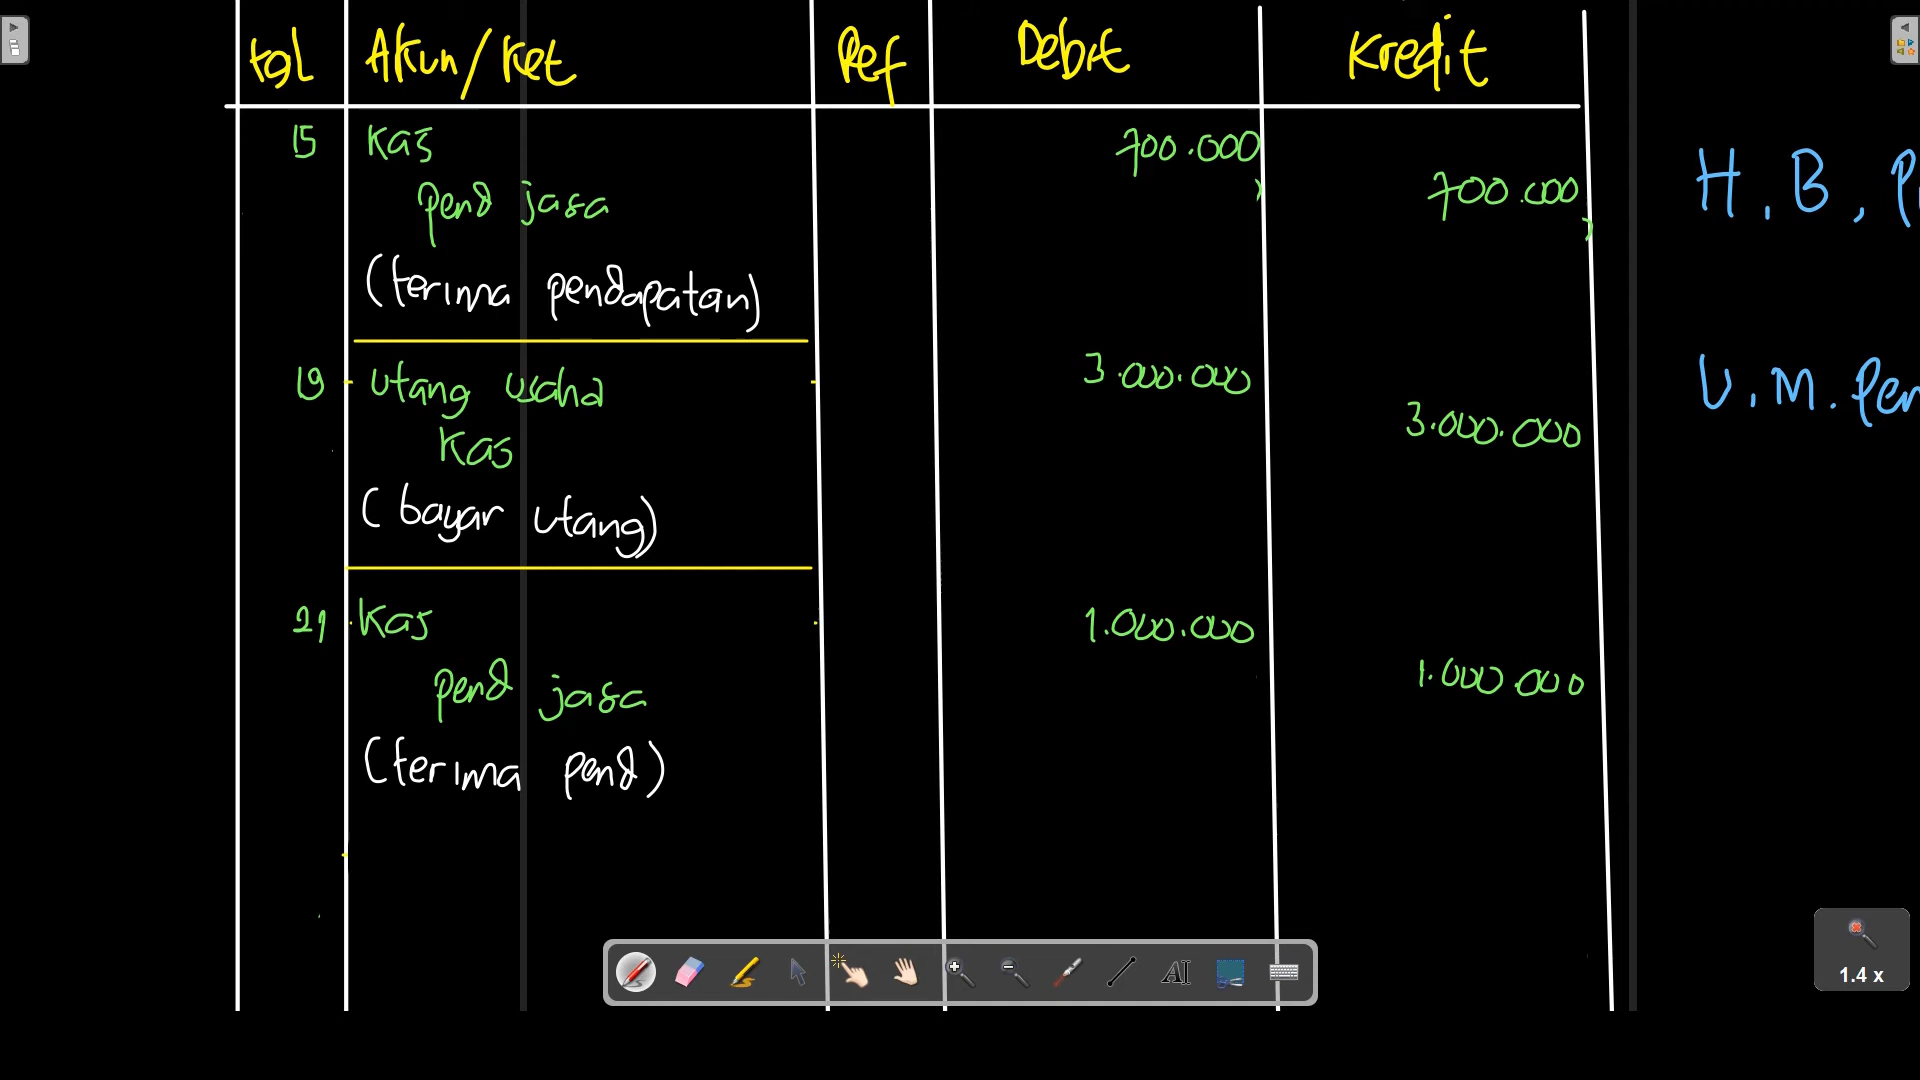 tgl Akun/Ket Ref Debit Kredit
15 Kas 700.000
pend jasa 700.000
(terima pendapatan)
19 Utang usaha 3.000.000
Kas 3.000.000
(bayar utang)
21 Kas 1.000.000
pend jasa 1.000.000
(terima pend)
H, B, P
U, M. Pen
AI
1.4 x